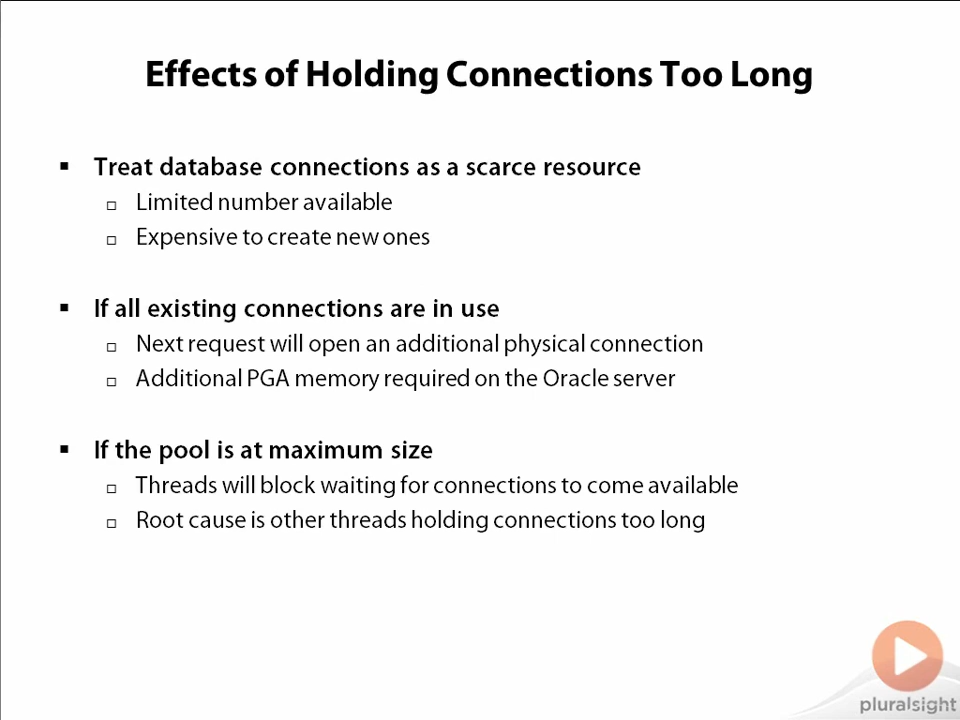 Effects of Holding Connections Too Long
Treat database connections as a scarce resource
Limited number available
Expensive to create new ones
If all existing connections are in use
Next request will open an additional physical connection
Additional PGA memory required on the Oracle server
If the pool is at maximum size
Threads will block waiting for connections to come available
Root cause is other threads holding connections too long
pluralsight